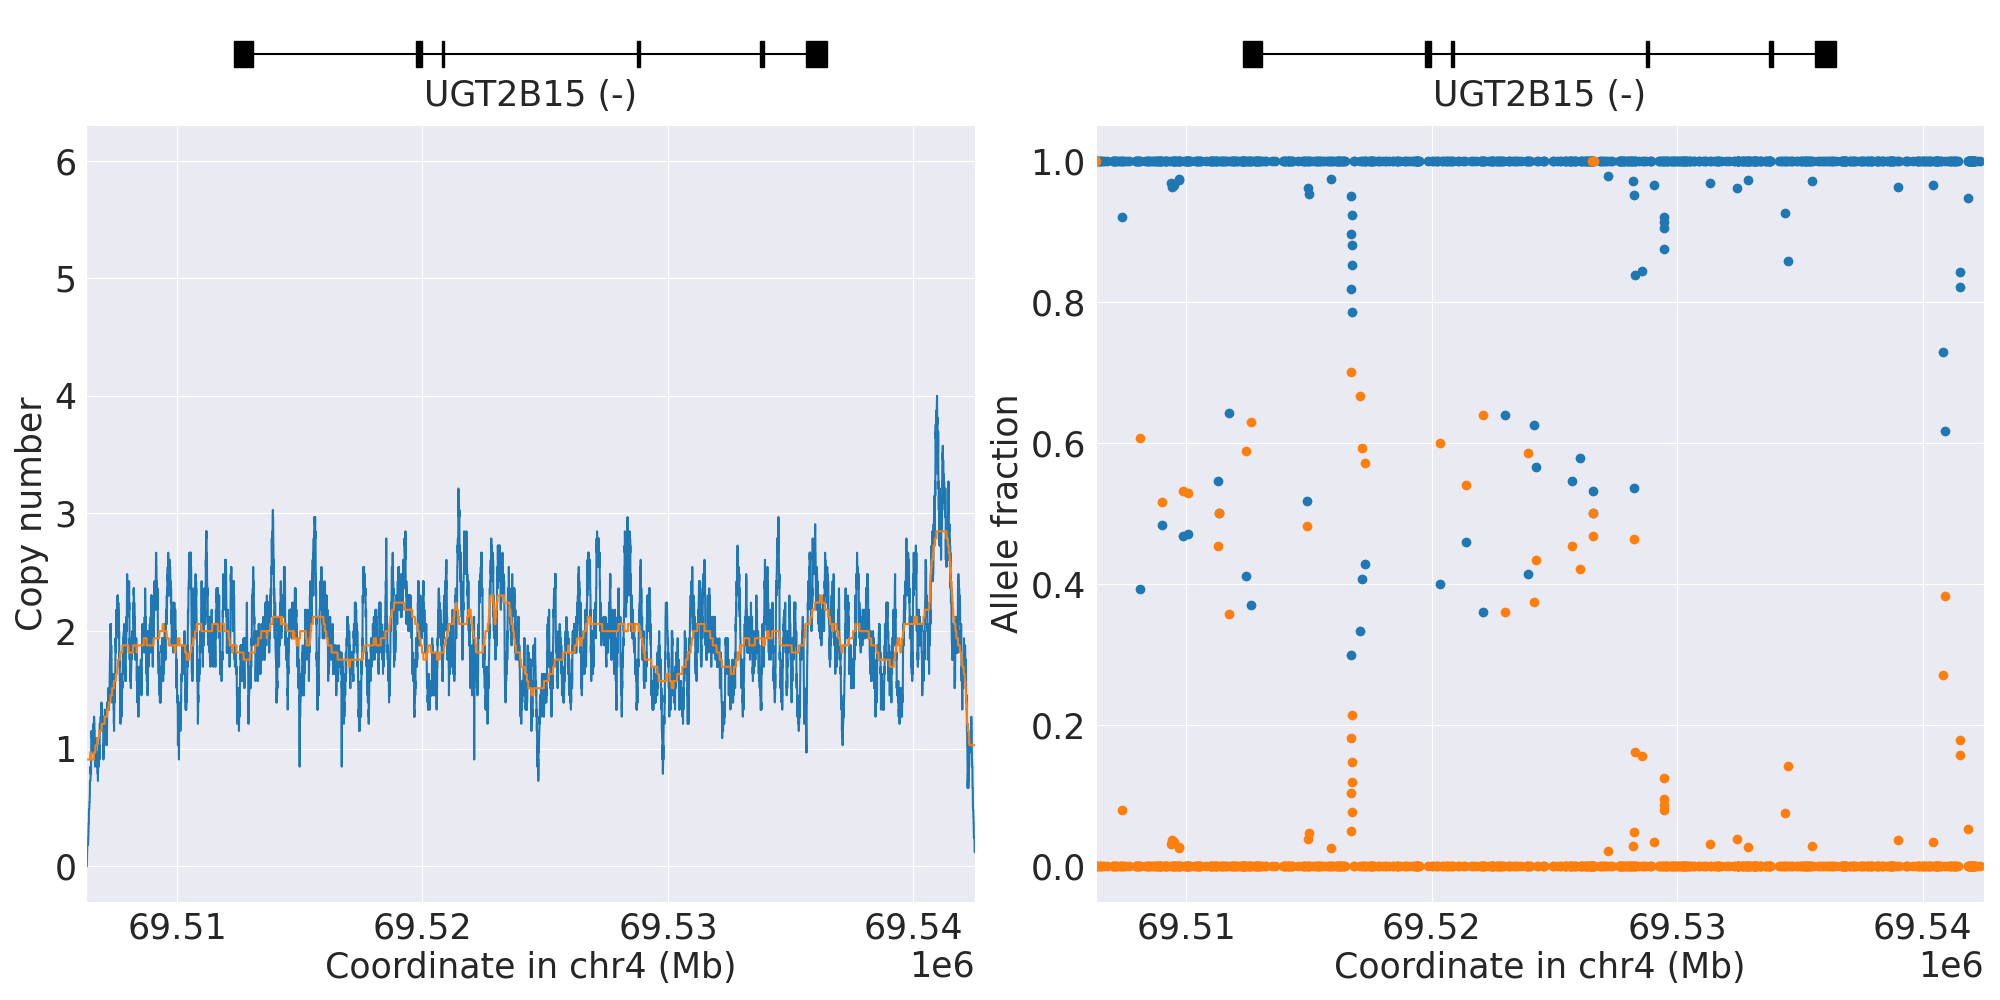 UGT2B15 (-)
6
5
4
3
2
1
0
Copy number
69.51 69.52 69.53 69.54
Coordinate in chr4 (Mb)
1e6
UGT2B15 (-)
1.0
0.8
0.6
0.4
0.2
0.0
Allele fraction
69.51 69.52 69.53 69.54
Coordinate in chr4 (Mb)
1e6